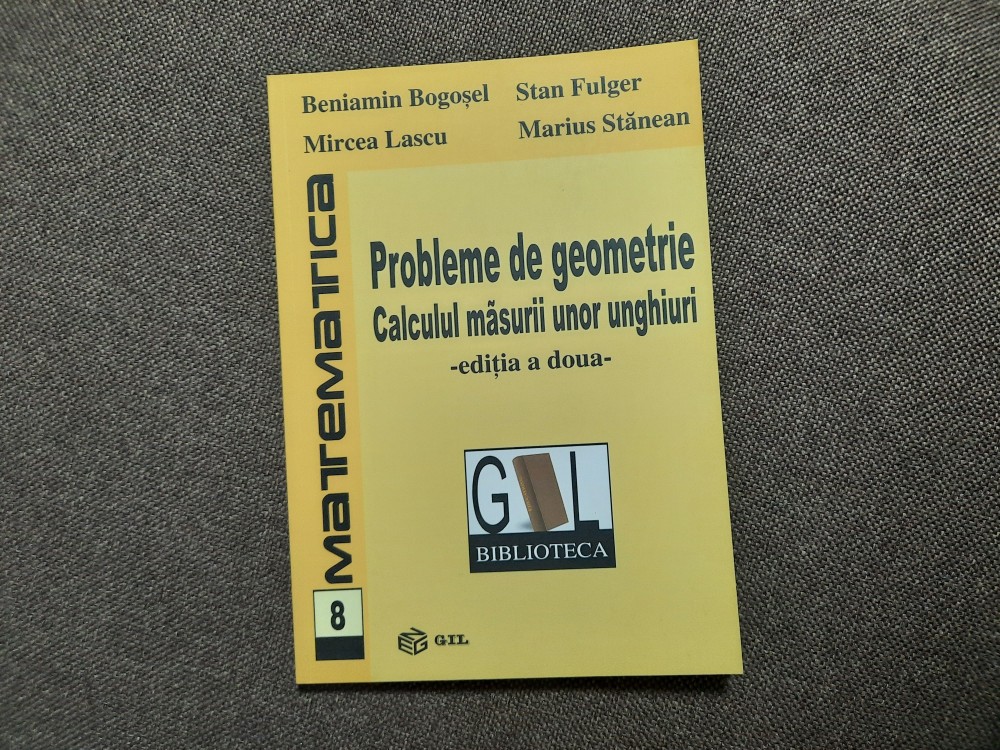 Beniamin Bogoșel Stan Fulger
Mircea Lascu Marius Stănean
MATEMATICA
Probleme de geometrie
Calculul mãsurii unor unghiuri
-ediția a doua-
GIL
BIBLIOTECA
8
GIL